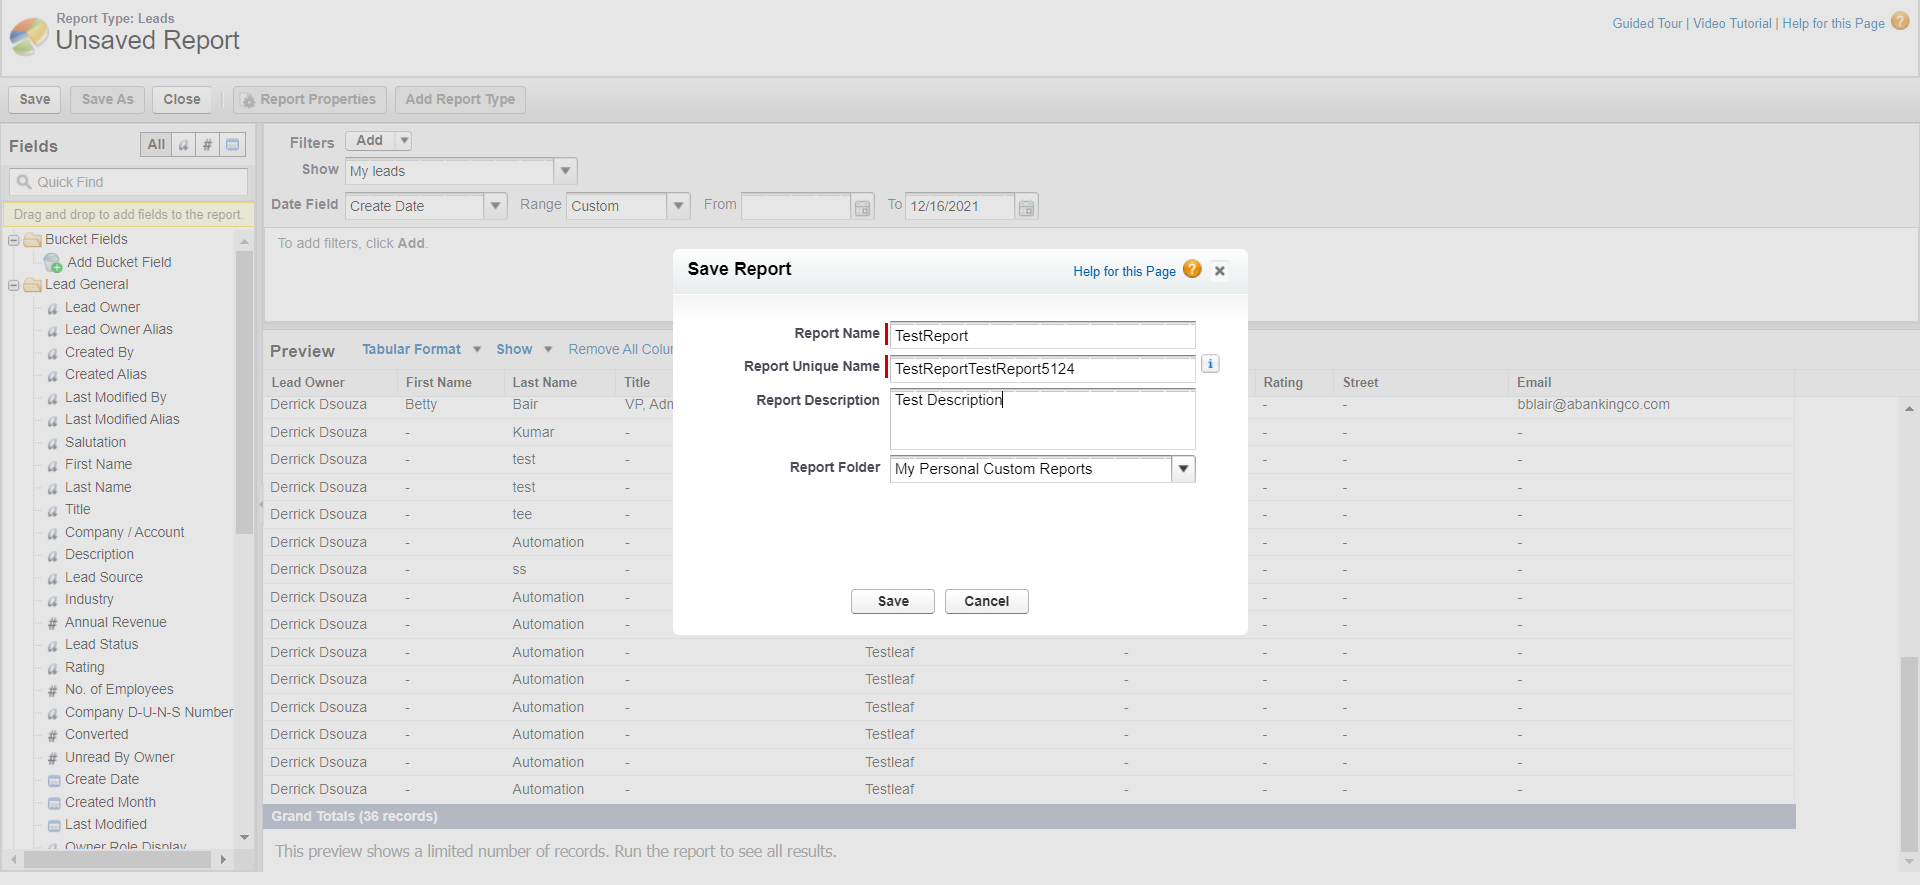 Report Type: Leads
Unsaved Report
Guided Tour | Video Tutorial | Help for this Page ?
Save Save As Close Report Properties Add Report Type
Fields All a #
Quick Find
Drag and drop to add fields to the report.
Bucket Fields
Add Bucket Field
Lead General
a Lead Owner
a Lead Owner Alias
a Created By
a Created Alias
a Last Modified By
a Last Modified Alias
a Salutation
a First Name
a Last Name
a Title
a Company / Account
a Description
a Lead Source
a Industry
# Annual Revenue
a Lead Status
a Rating
# No. of Employees
a Company D-U-N-S Number
# Converted
# Unread By Owner
Create Date
Created Month
Last Modified
Owner Role Display
Filters Add
Show My leads
Date Field Create Date Range Custom From To 12/16/2021
To add filters, click Add.
Save Report Help for this Page ? x
Report Name TestReport
Report Unique Name TestReportTestReport5124 i
Report Description Test Description
Report Folder My Personal Custom Reports
Save Cancel
Preview Tabular Format Show Remove All
Lead Owner First Name Last Name Title Rating Street Email
Derrick Dsouza Betty Bair VP, - - bblair@abankingco.com
Derrick Dsouza - Kumar - - - -
Derrick Dsouza - test - - - -
Derrick Dsouza - test - - - -
Derrick Dsouza - tee - - - -
Derrick Dsouza - Automation - - - -
Derrick Dsouza - ss - - - -
Derrick Dsouza - Automation - - - -
Derrick Dsouza - Automation - - - -
Derrick Dsouza - Automation - Testleaf - - - -
Derrick Dsouza - Automation - Testleaf - - - -
Derrick Dsouza - Automation - Testleaf - - - -
Derrick Dsouza - Automation - Testleaf - - - -
Derrick Dsouza - Automation - Testleaf - - - -
Derrick Dsouza - Automation - Testleaf - - - -
Grand Totals (36 records)
This preview shows a limited number of records. Run the report to see all results.